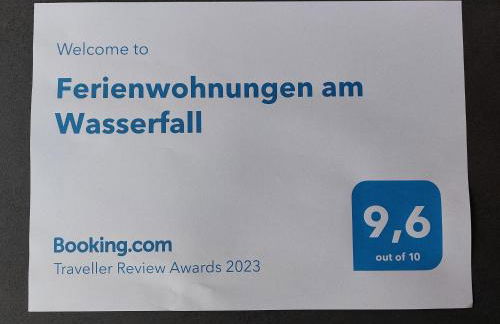 Welcome to
Ferienwohnungen am
Wasserfall
9,6
out of 10
Booking.com
Traveller Review Awards 2023